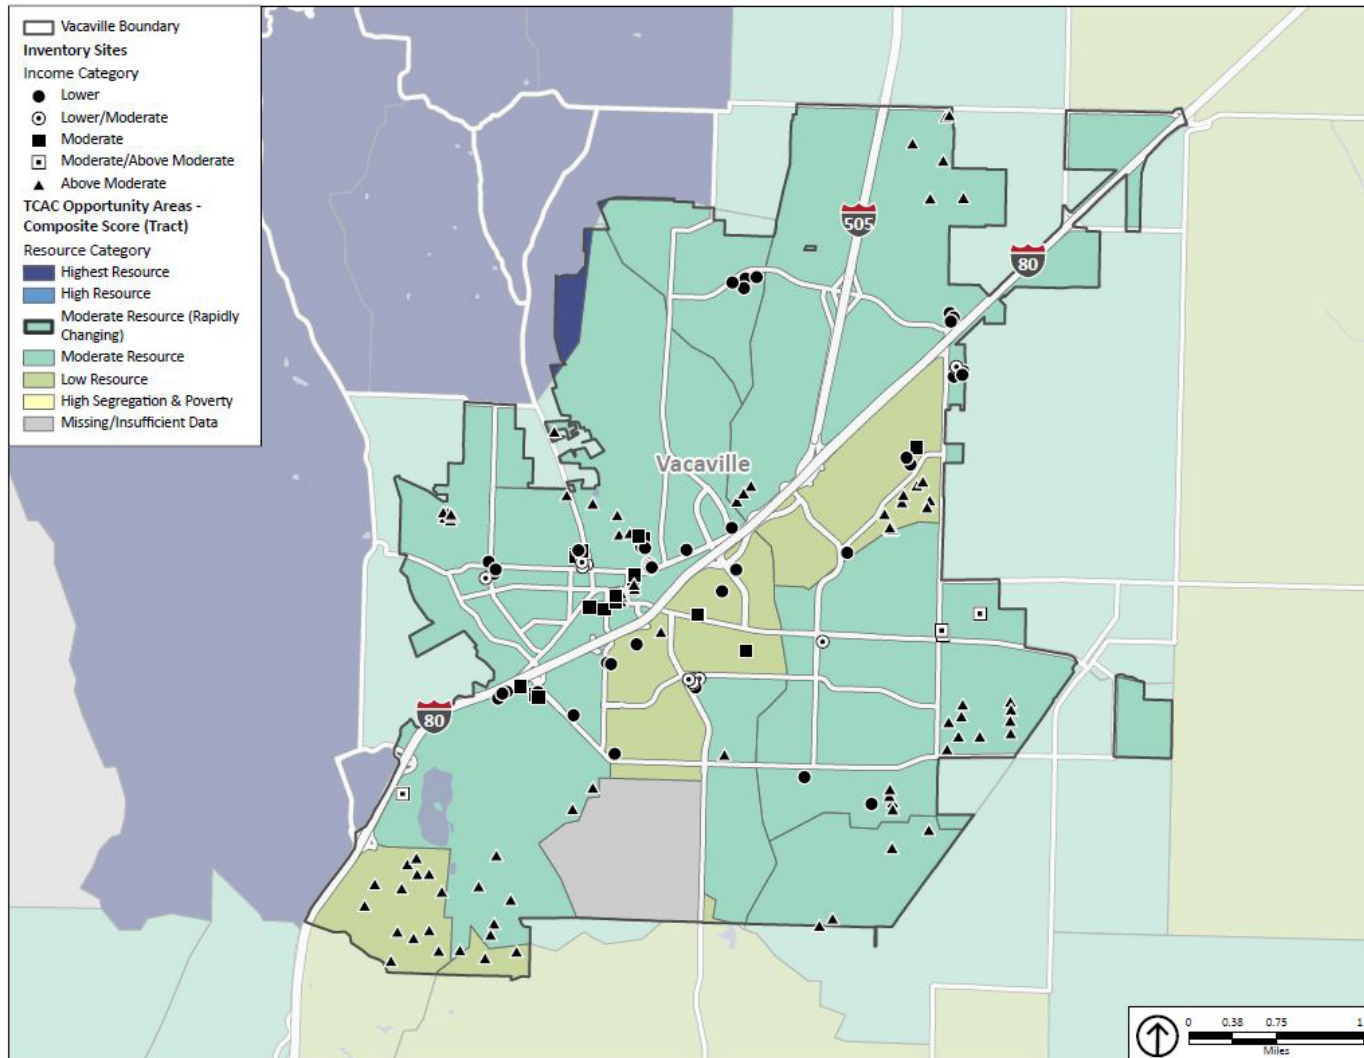 Vacaville Boundary
Inventory Sites
Income Category
Lower
Lower/Moderate
Moderate
Moderate/Above Moderate
Above Moderate
TCAC Opportunity Areas -
Composite Score (Tract)
Resource Category
Highest Resource
High Resource
Moderate Resource (Rapidly
Changing)
Moderate Resource
Low Resource
High Segregation & Poverty
Missing/Insufficient Data
505
80
Vacaville
80
0 0.38 0.75
Miles